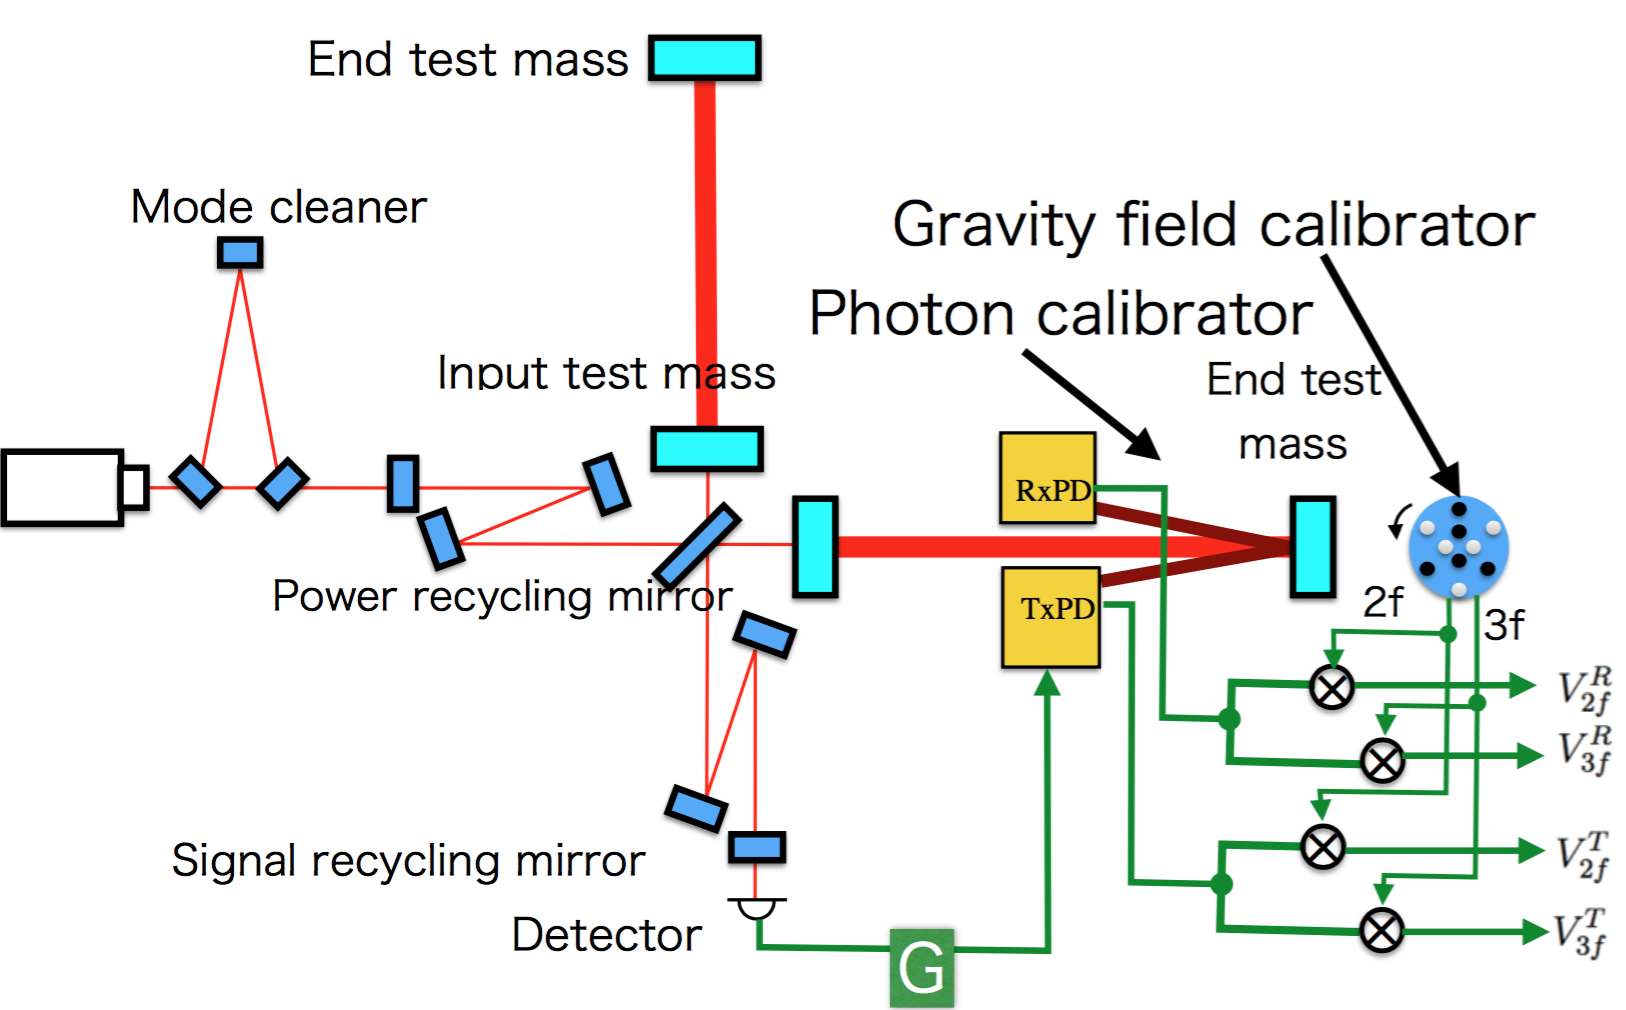 End test mass
Mode cleaner
Gravity field calibrator
Photon calibrator
Input test mass
End test
mass
RxPD
TxPD
Power recycling mirror
2f
3f
V^R_{2f}
V^R_{3f}
Signal recycling mirror
V^T_{2f}
Detector
V^T_{3f}
G